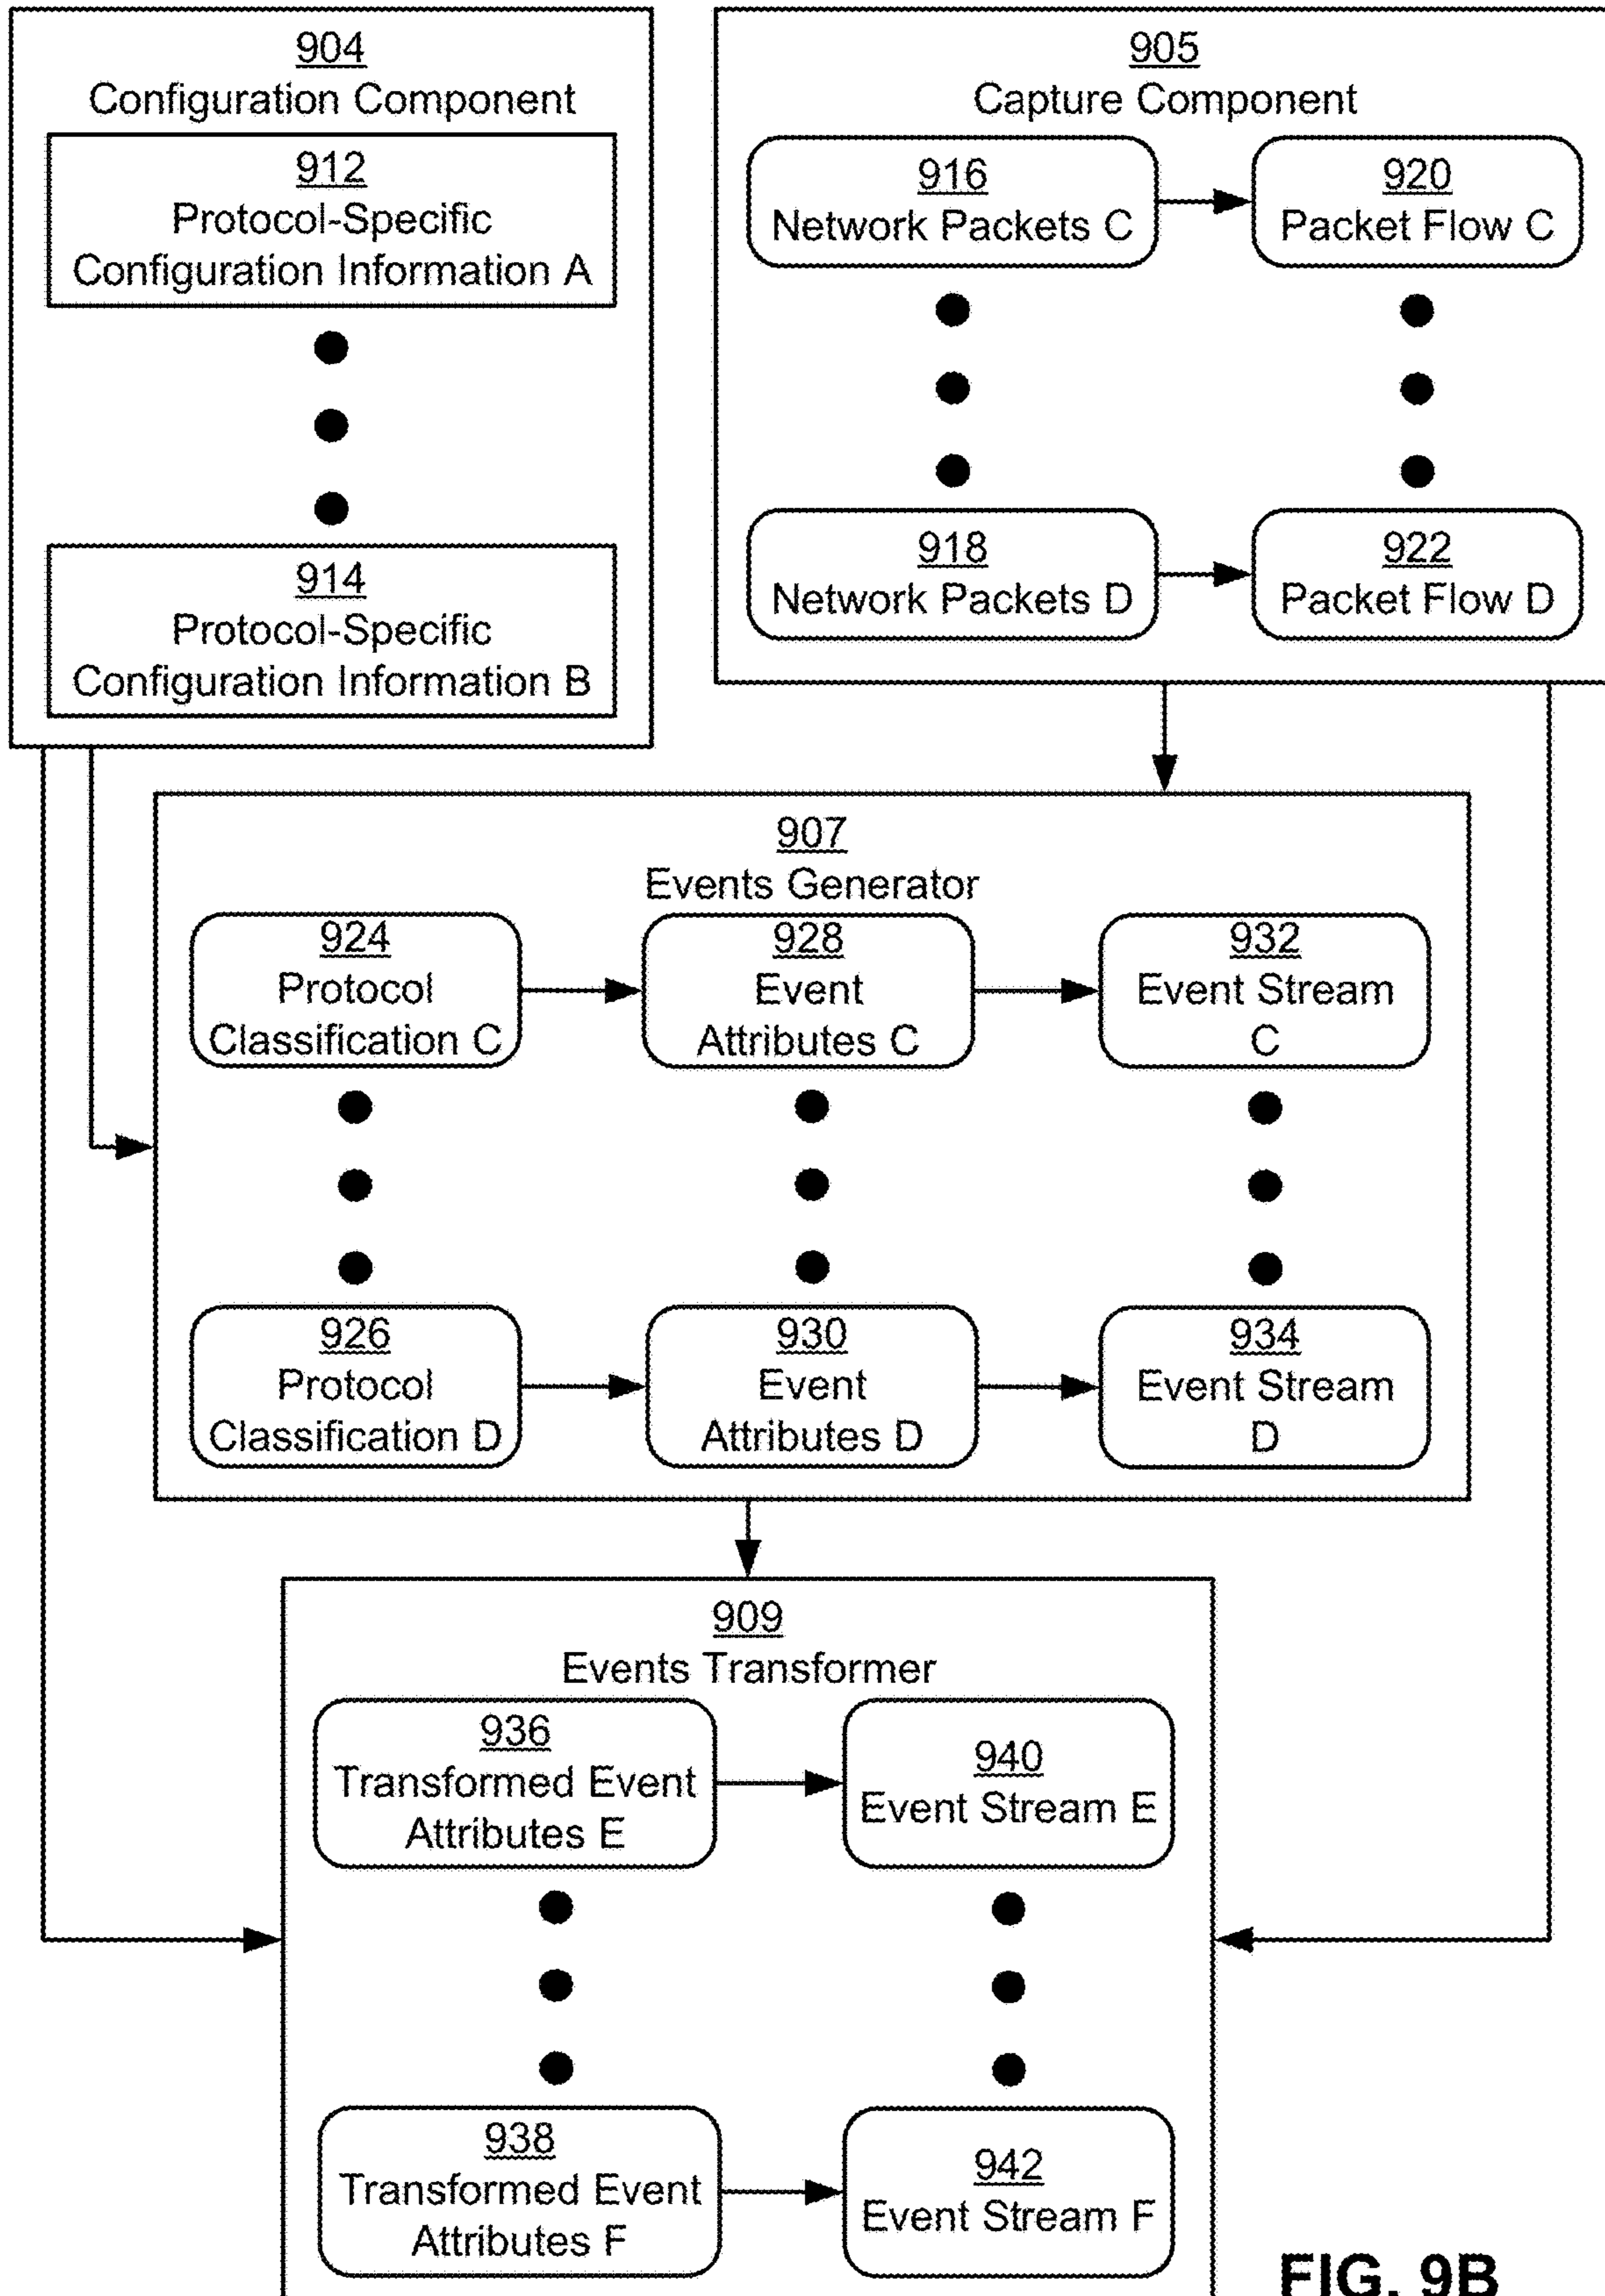 904
Configuration Component
912
Protocol-Specific
Configuration Information A
914
Protocol-Specific
Configuration Information B
905
Capture Component
916
Network Packets C
920
Packet Flow C
918
Network Packets D
922
Packet Flow D
907
Events Generator
924
Protocol
Classification C
928
Event
Attributes C
932
Event Stream
C
926
Protocol
Classification D
930
Event
Attributes D
934
Event Stream
D
909
Events Transformer
936
Transformed Event
Attributes E
940
Event Stream E
938
Transformed Event
Attributes F
942
Event Stream F
FIG. 9B